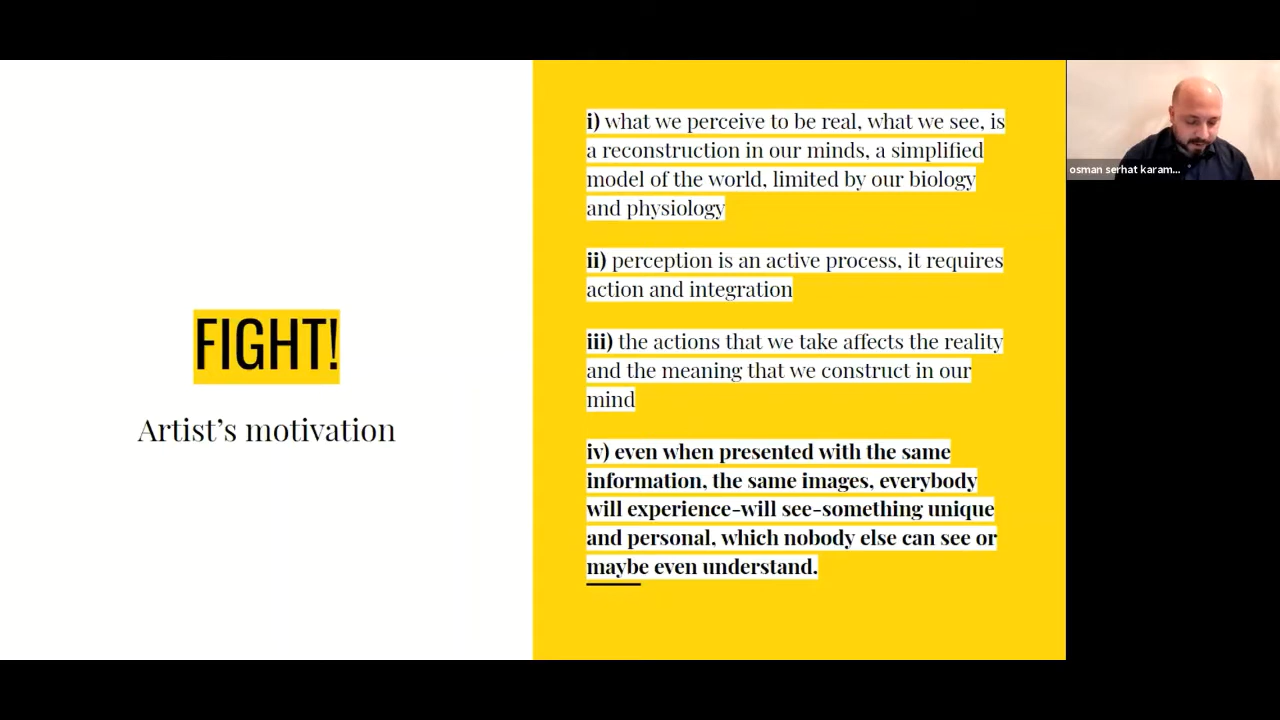 FIGHT!
Artist’s motivation
i) what we perceive to be real, what we see, is
a reconstruction in our minds, a simplified
model of the world, limited by our biology
and physiology
ii) perception is an active process, it requires
action and integration
iii) the actions that we take affects the reality
and the meaning that we construct in our
mind
iv) even when presented with the same
information, the same images, everybody
will experience-will see-something unique
and personal, which nobody else can see or
maybe even understand.
osman serhat karam...